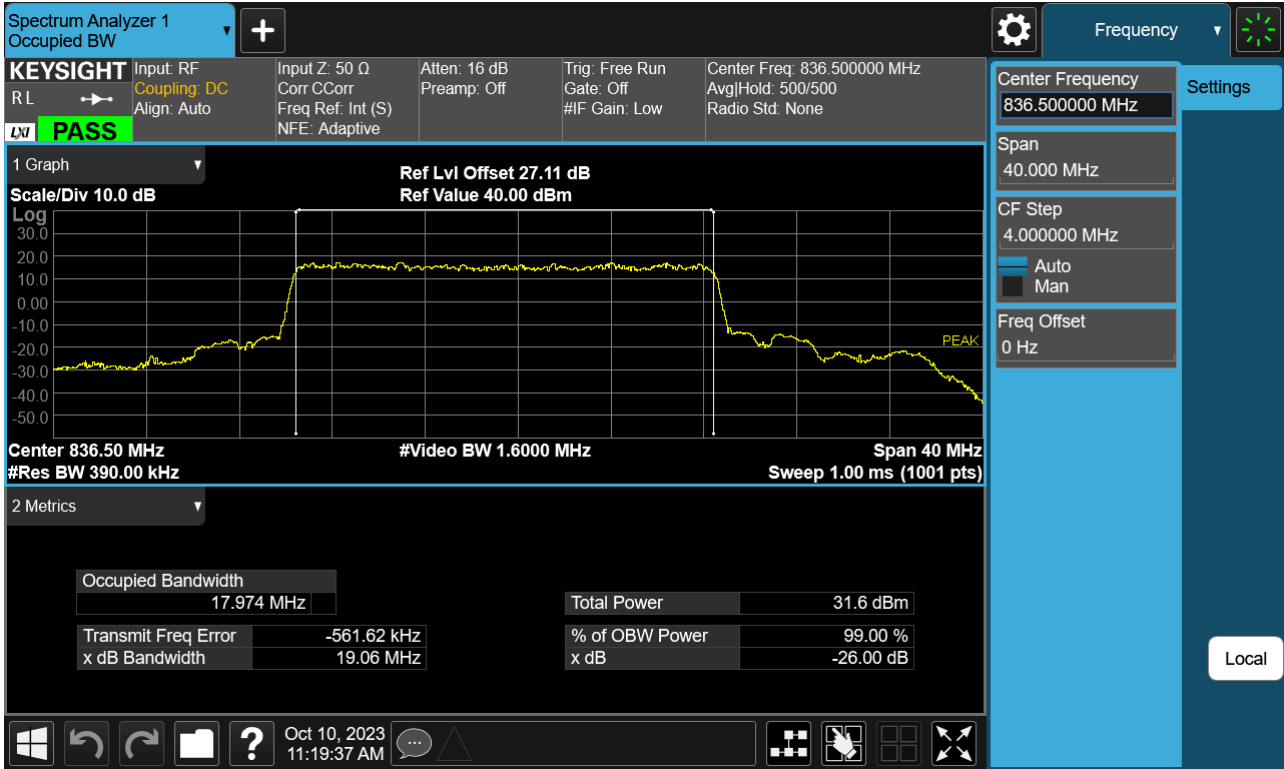 Spectrum Analyzer 1
Occupied BW
▼
+
Frequency
▼
KEYSIGHT
R L
LXI
PASS
Input: RF
Coupling: DC
Align: Auto
Input Z: 50 Ω
Corr CCorr
Freq Ref: Int (S)
NFE: Adaptive
Atten: 16 dB
Preamp: Off
Trig: Free Run
Gate: Off
#IF Gain: Low
Center Freq: 836.500000 MHz
Avg|Hold: 500/500
Radio Std: None
Center Frequency
836.500000 MHz
Settings
Span
40.000 MHz
CF Step
4.000000 MHz
Auto
Man
Freq Offset
0 Hz
Local
1 Graph
▼
Scale/Div 10.0 dB
Ref Lvl Offset 27.11 dB
Ref Value 40.00 dBm
Log
30.0
20.0
10.0
0.00
-10.0
-20.0
-30.0
-40.0
-50.0
PEAK
Center 836.50 MHz
#Video BW 1.6000 MHz
Span 40 MHz
#Res BW 390.00 kHz
Sweep 1.00 ms (1001 pts)
2 Metrics
▼
Occupied Bandwidth
17.974 MHz
Total Power 31.6 dBm
Transmit Freq Error -561.62 kHz
% of OBW Power 99.00 %
x dB Bandwidth 19.06 MHz
x dB -26.00 dB
?
Oct 10, 2023
11:19:37 AM